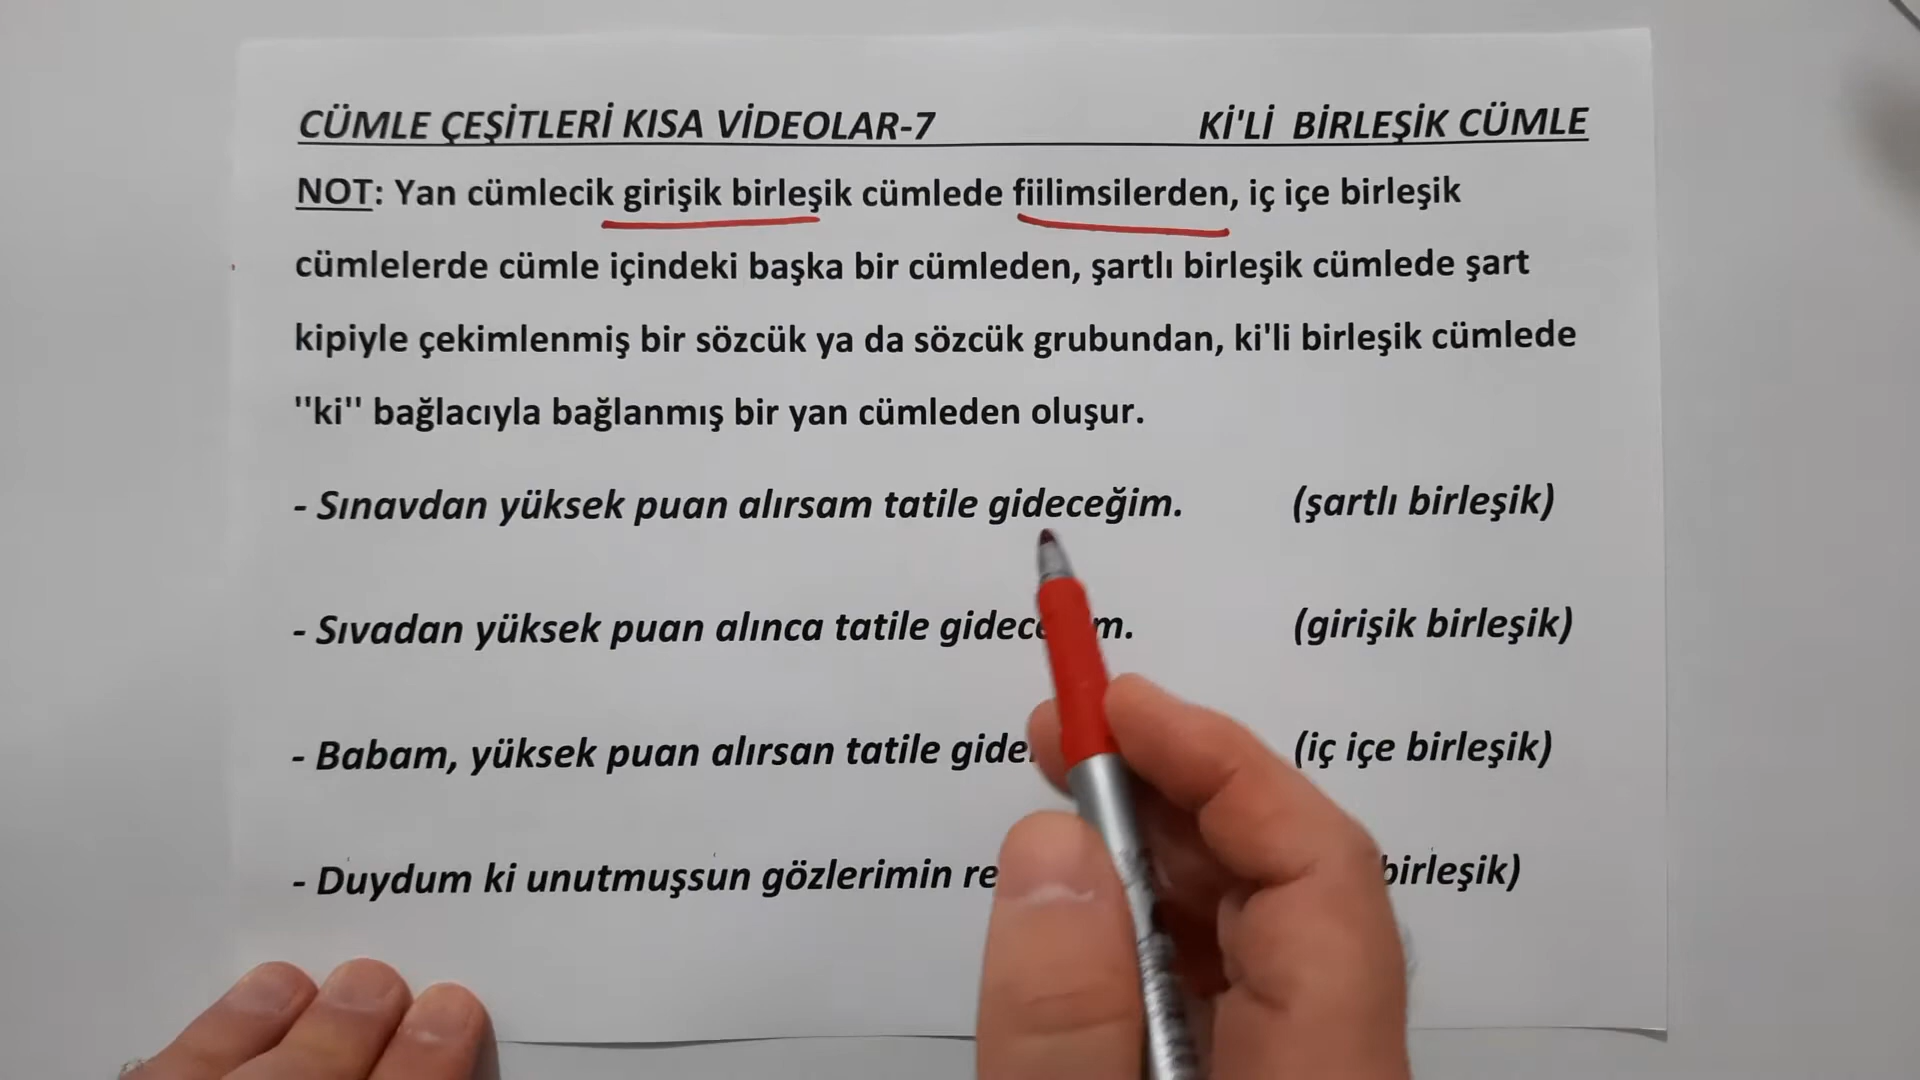 CÜMLE ÇEŞİTLERİ KISA VİDEOLAR-7 Kİ'Lİ BİRLEŞİK CÜMLE
NOT: Yan cümlecik girişik birleşik cümlede fiilimsilerden, iç içe birleşik
cümlelerde cümle içindeki başka bir cümleden, şartlı birleşik cümlede şart
kipiyle çekimlenmiş bir sözcük ya da sözcük grubundan, ki'li birleşik cümlede
"ki" bağlacıyla bağlanmış bir yan cümleden oluşur.
- Sınavdan yüksek puan alırsam tatile gideceğim. (şartlı birleşik)
- Sıvadan yüksek puan alınca tatile (girişik birleşik)
- Babam, yüksek puan alırsan tatile (iç içe birleşik)
- Duydum ki unutmuşsun gözlerimin birleşik)